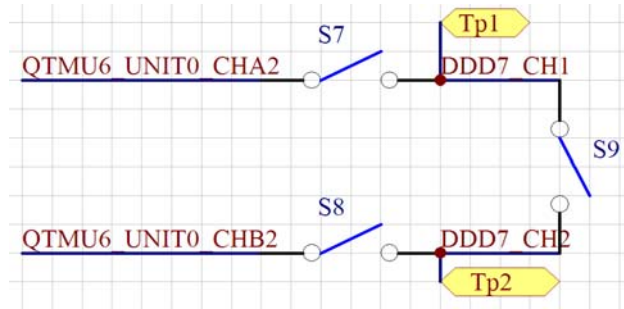 Tp1
S7
QTMU6_UNIT0_CHA2
DDD7_CH1
S9
S8
QTMU6_UNIT0_CHB2
DDD7_CH2
Tp2